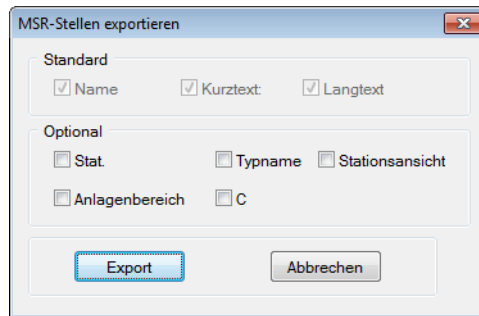 MSR-Stellen exportieren
Standard
Name Kurztext: Langtext
Optional
Stat. Typname Stationsansicht
Anlagenbereich C
Export Abbrechen